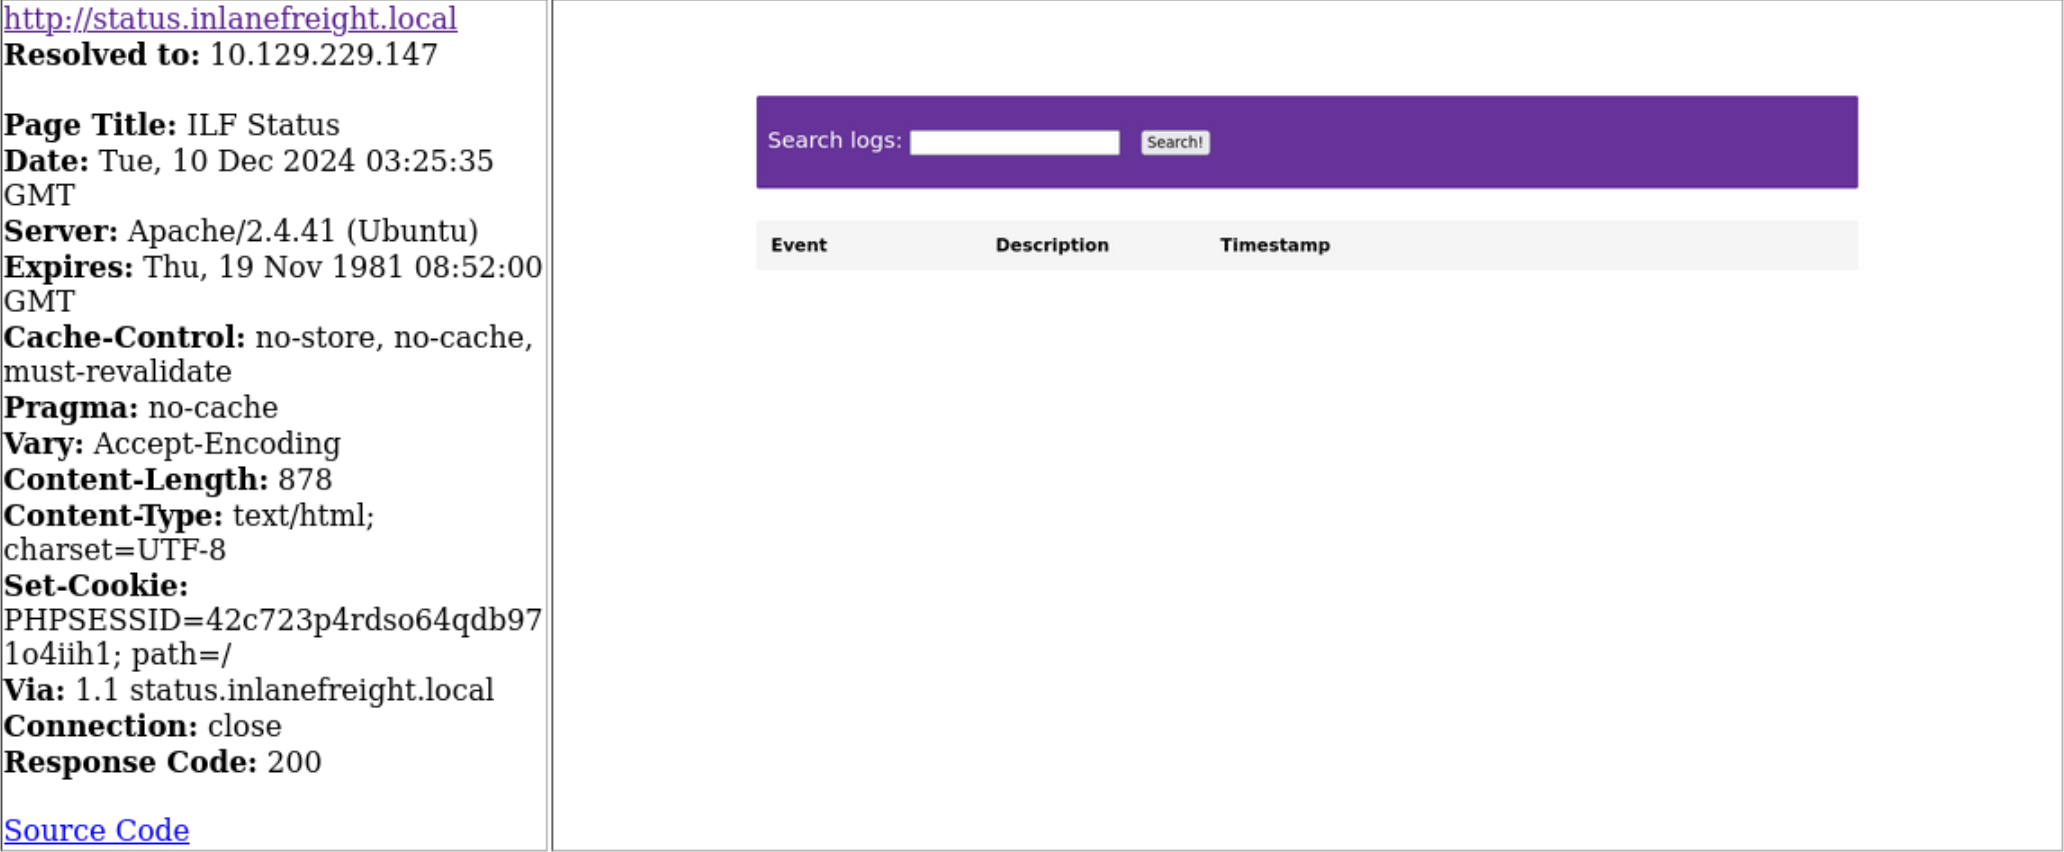 http://status.inlanefreight.local
Resolved to: 10.129.229.147
Page Title: ILF Status
Date: Tue, 10 Dec 2024 03:25:35
GMT
Server: Apache/2.4.41 (Ubuntu)
Expires: Thu, 19 Nov 1981 08:52:00
GMT
Cache-Control: no-store, no-cache,
must-revalidate
Pragma: no-cache
Vary: Accept-Encoding
Content-Length: 878
Content-Type: text/html;
charset=UTF-8
Set-Cookie:
PHPSESSID=42c723p4rdso64qdb97
1o4iih1; path=/
Via: 1.1 status.inlanefreight.local
Connection: close
Response Code: 200
Source Code
Search logs: Search!
Event Description Timestamp